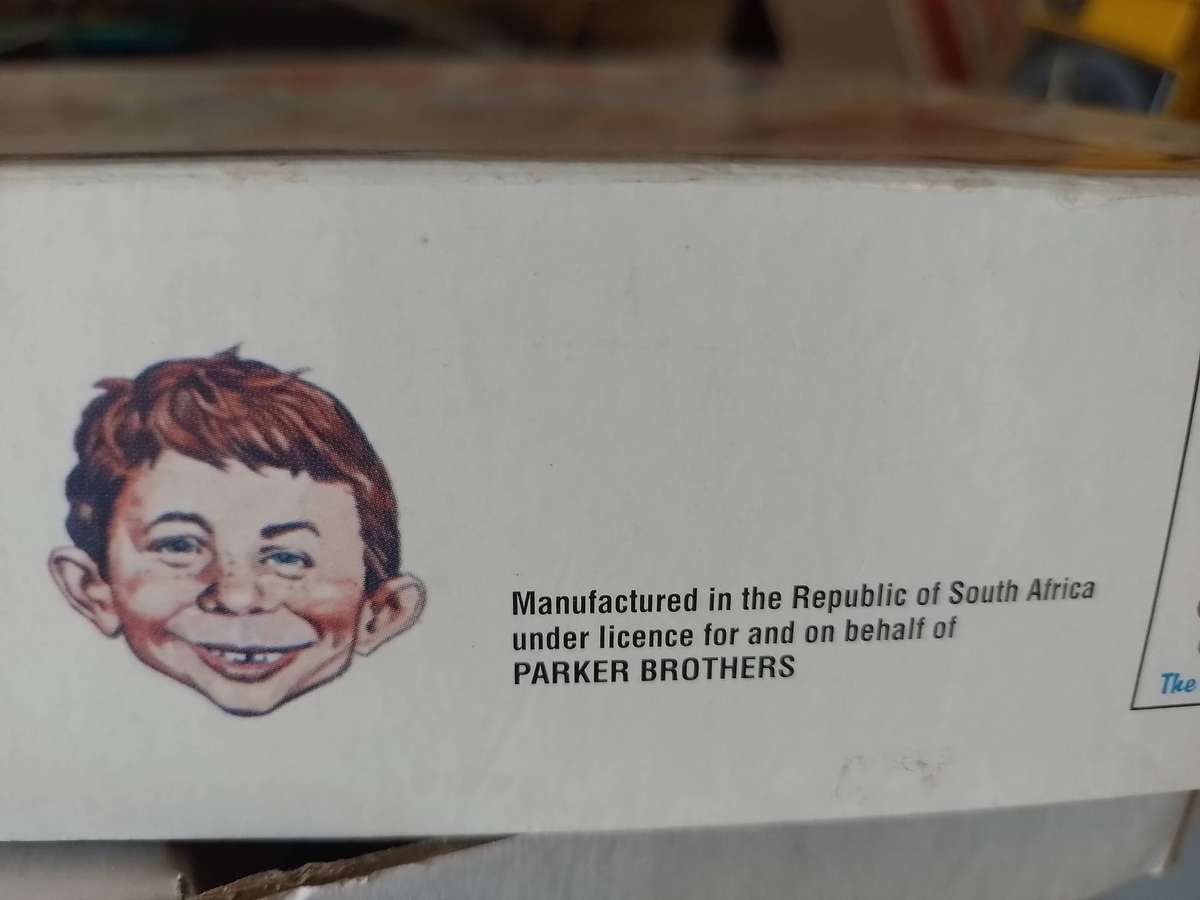 Manufactured in the Republic of South Africa
under licence for and on behalf of
PARKER BROTHERS
The